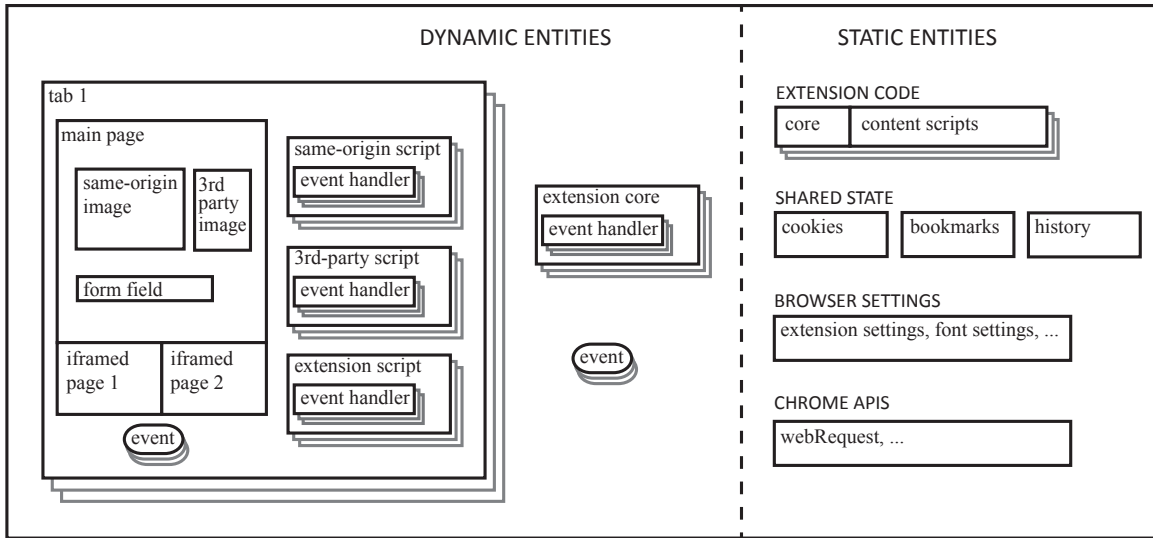 DYNAMIC ENTITIES
tab 1
main page
same-origin
image
3rd
party
image
form field
iframed
page 1
iframed
page 2
event
same-origin script
event handler
3rd-party script
event handler
extension script
event handler
extension core
event handler
event
STATIC ENTITIES
EXTENSION CODE
core
content scripts
SHARED STATE
cookies
bookmarks
history
BROWSER SETTINGS
extension settings, font settings, ...
CHROME APIS
webRequest, ...